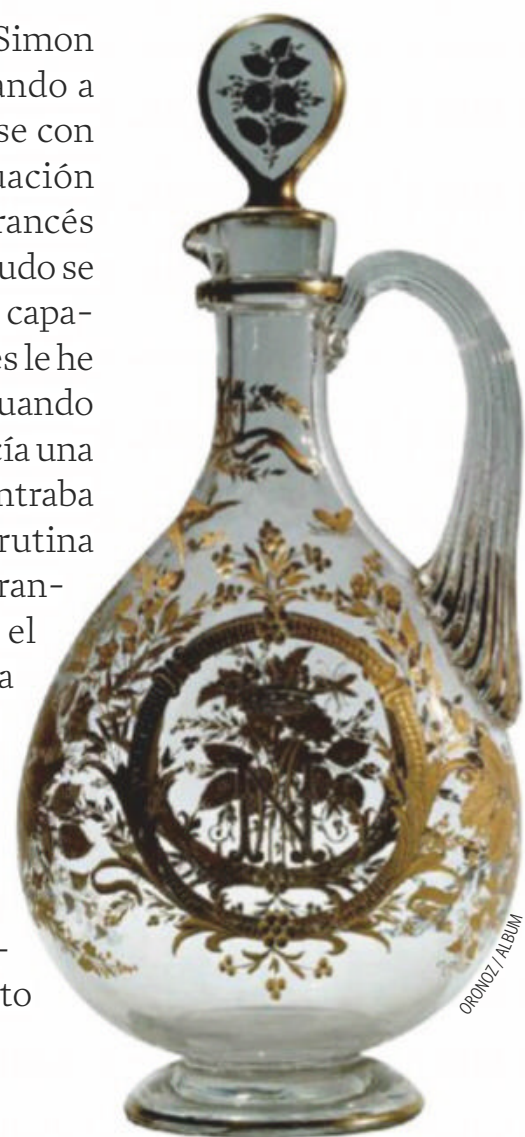 Simon
ando a
se con
uación
rancés
udo se
capa-
es le he
uando
cía una
ntraba
rutina
ran-
el
a
-
to
ORONOZ / ALBUM